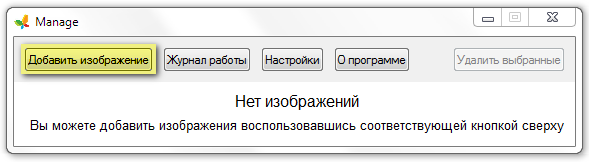 Manage
Добавить изображение Журнал работы Настройки О программе Удалить выбранные
Нет изображений
Вы можете добавить изображения воспользовавшись соответствующей кнопкой сверху